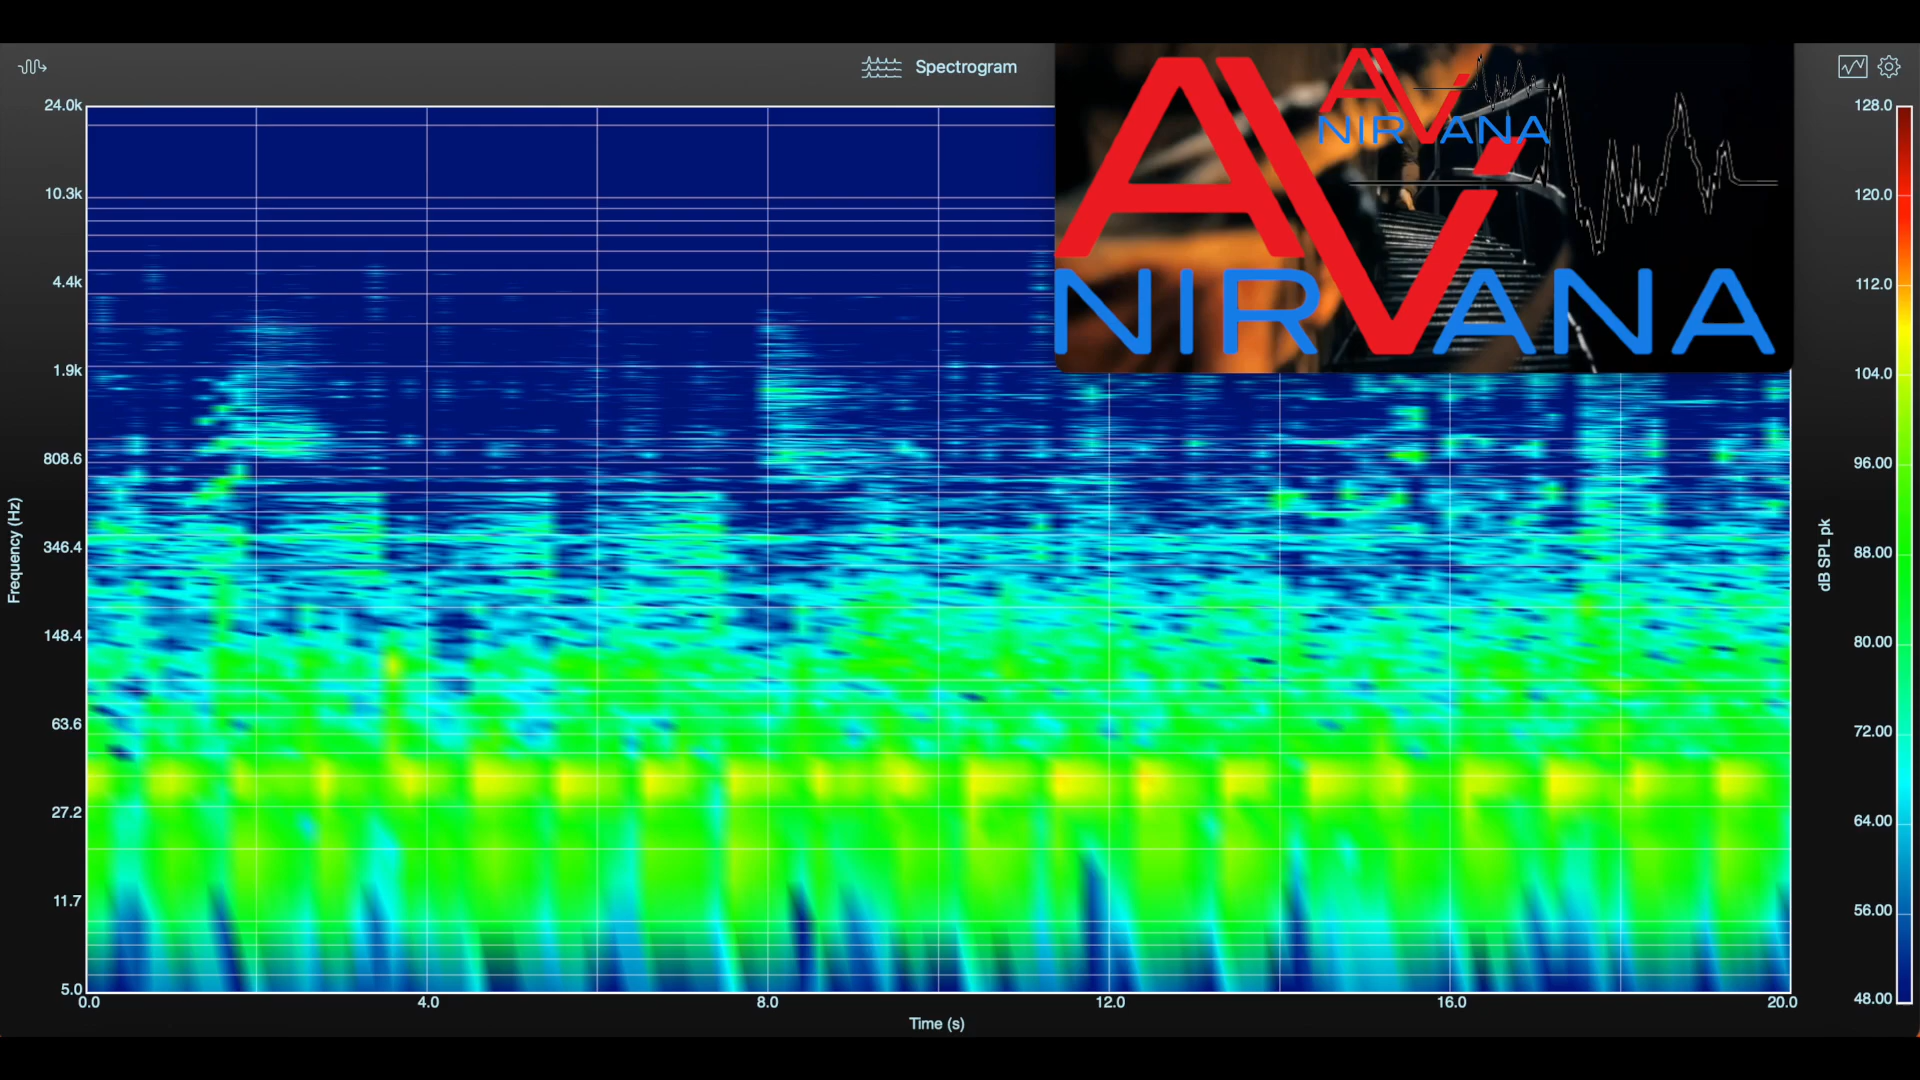 Spectrogram
AV
NIRVANA
AV
NIRVANA
24.0k
10.3k
4.4k
1.9k
808.6
346.4
148.4
63.6
27.2
11.7
5.0
Frequency (Hz)
0.0 4.0 8.0 12.0 16.0 20.0
Time (s)
128.0
120.0
112.0
104.0
96.00
88.00
80.00
72.00
64.00
56.00
48.00
dB SPL pk